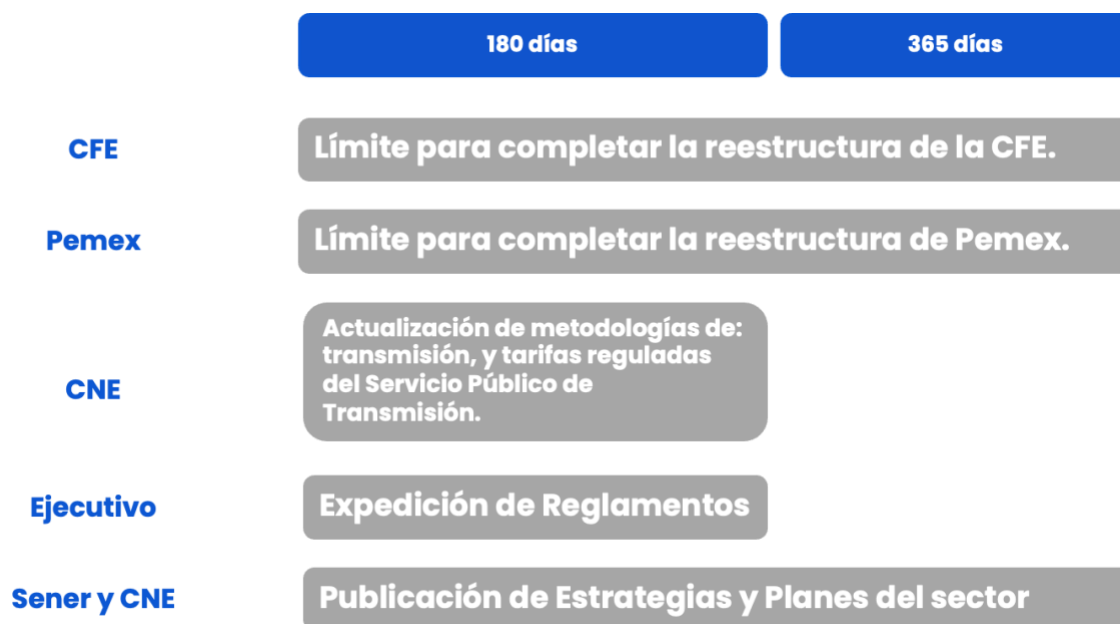 180 días
365 días
CFE
Límite para completar la reestructura de la CFE.
Pemex
Límite para completar la reestructura de Pemex.
CNE
Actualización de metodologías de:
transmisión, y tarifas reguladas
del Servicio Público de
Transmisión.
Ejecutivo
Expedición de Reglamentos
Sener y CNE
Publicación de Estrategias y Planes del sector